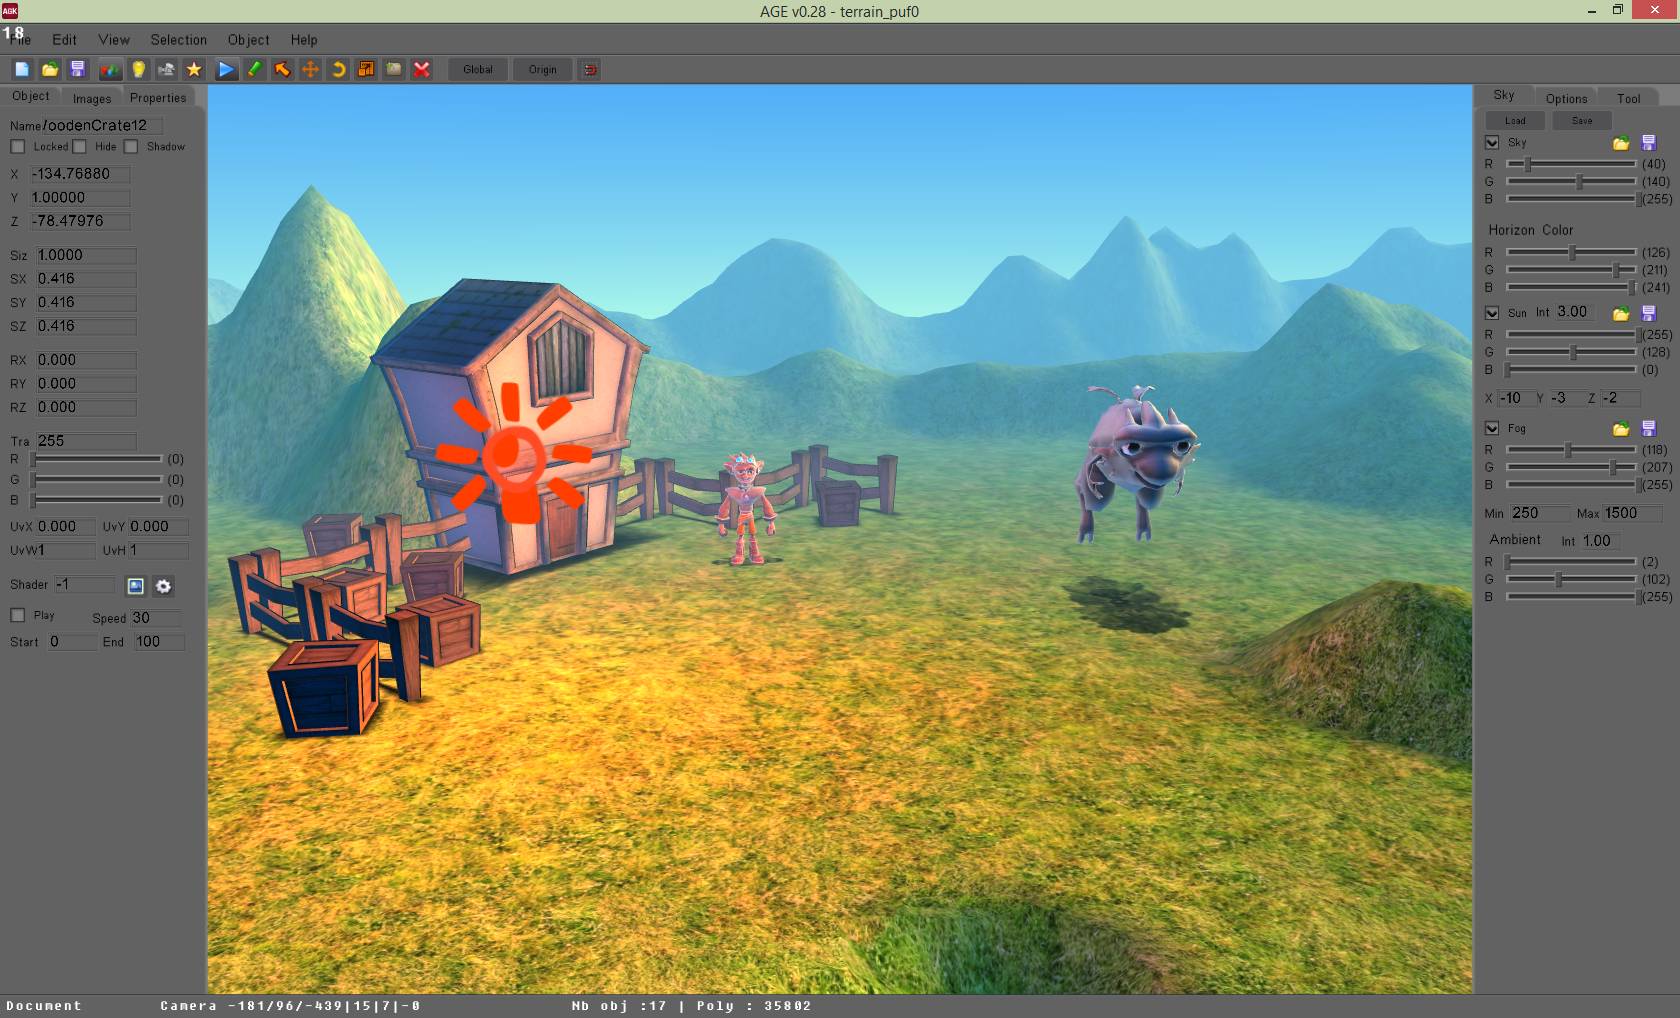 AGK
AGE v0.28 - terrain_puf0
18
File Edit View Selection Object Help
Global Origin
Object Images Properties
Name /oodenCrate12
Locked Hide Shadow
X -134.76880
Y 1.00000
Z -78.47976
Siz 1.0000
SX 0.416
SY 0.416
SZ 0.416
RX 0.000
RY 0.000
RZ 0.000
Tra 255
R (0)
G (0)
B (0)
UvX 0.000 UvY 0.000
UvW 1 UvH 1
Shader -1
Play Speed 30
Start 0 End 100
Sky Options Tool
Load Save
Sky
R (40)
G (140)
B (255)
Horizon Color
R (126)
G (211)
B (241)
Sun Int 3.00
R (255)
G (128)
B (0)
X -10 Y -3 Z -2
Fog
R (118)
G (207)
B (255)
Min 250 Max 1500
Ambient Int 1.00
R (2)
G (102)
B (255)
Document Camera -181/96/-439|15|7|-0 Nb obj :17 | Poly : 35802